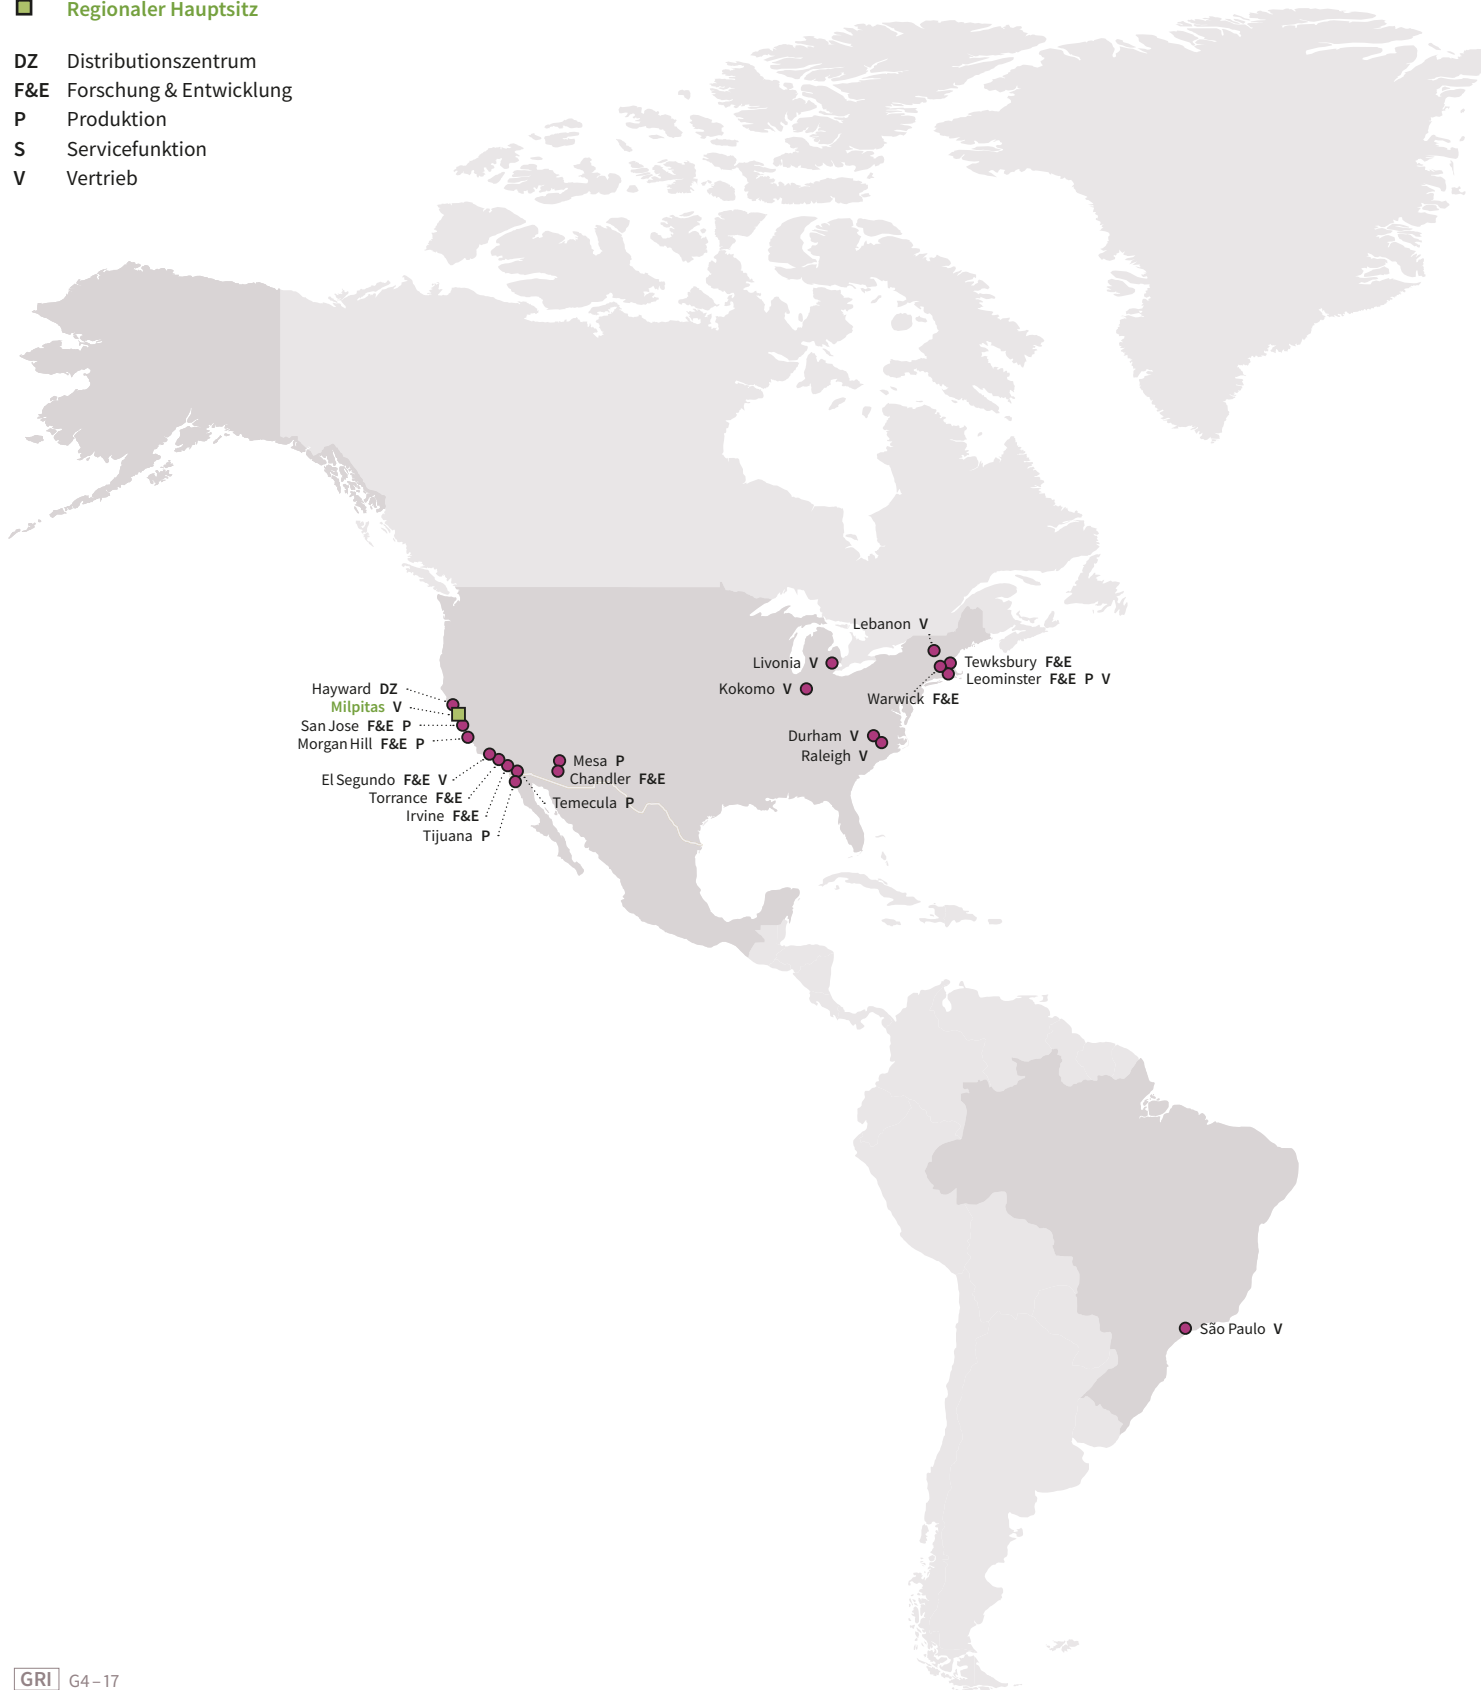 Regionaler Hauptsitz
DZ Distributionszentrum
F&E Forschung & Entwicklung
P Produktion
S Servicefunktion
V Vertrieb
Lebanon V
Livonia V
Tewksbury F&E
Leominster F&E P V
Kokomo V
Warwick F&E
Hayward DZ
Milpitas V
San Jose F&E P
Morgan Hill F&E P
Durham V
Raleigh V
Mesa P
Chandler F&E
El Segundo F&E V
Torrance F&E
Temecula P
Irvine F&E
Tijuana P
São Paulo V
GRI G4–17